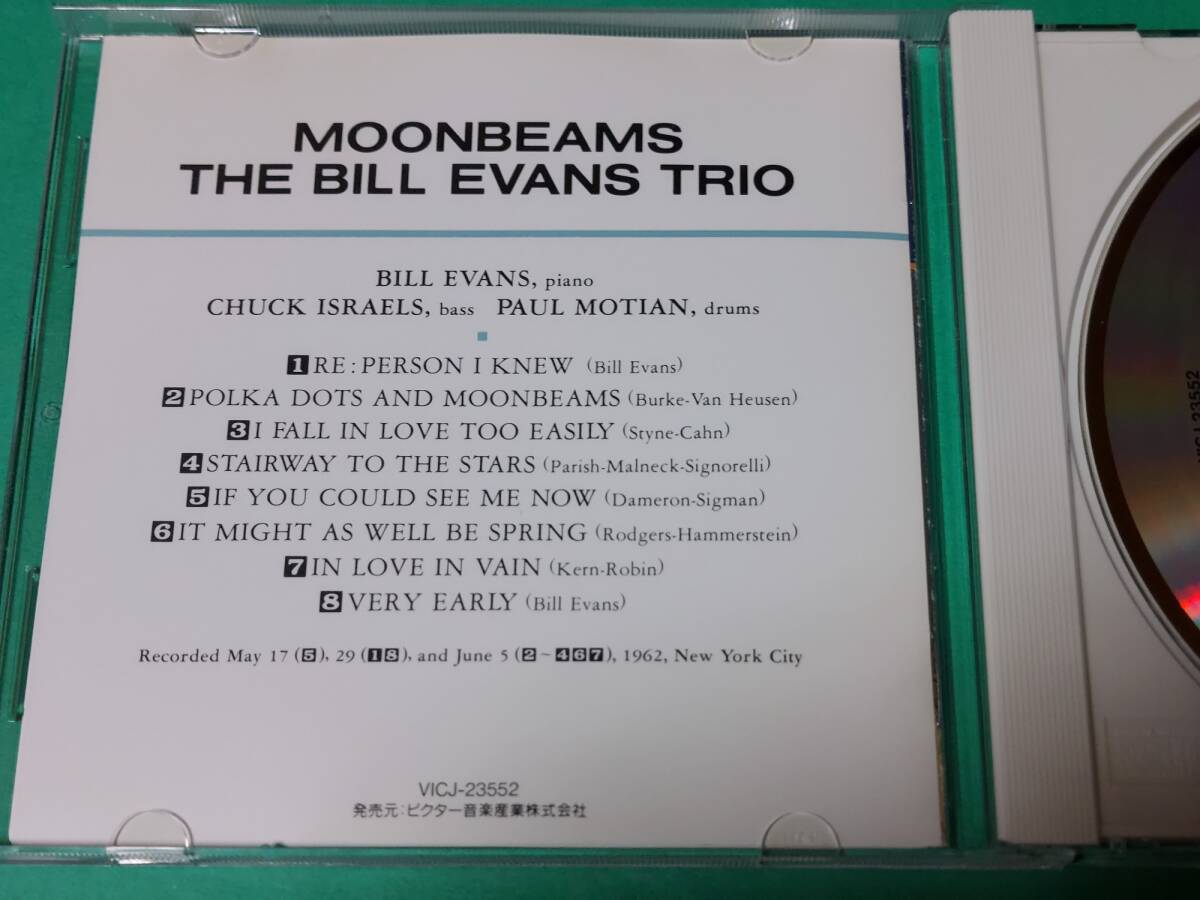 MOONBEAMS
THE BILL EVANS TRIO
BILL EVANS, piano
CHUCK ISRAELS, bass PAUL MOTIAN, drums
1 RE: PERSON I KNEW (Bill Evans)
2 POLKA DOTS AND MOONBEAMS (Burke-Van Heusen)
3 I FALL IN LOVE TOO EASILY (Styne-Cahn)
4 STAIRWAY TO THE STARS (Parish-Malneck-Signorelli)
5 IF YOU COULD SEE ME NOW (Dameron-Sigman)
6 IT MIGHT AS WELL BE SPRING (Rodgers-Hammerstein)
7 IN LOVE IN VAIN (Kern-Robin)
8 VERY EARLY (Bill Evans)
Recorded May 17 (5), 29 (18), and June 5 (2~467), 1962, New York City
VICJ-23552
発売元:ビクター音楽産業株式会社
VICJ-23552